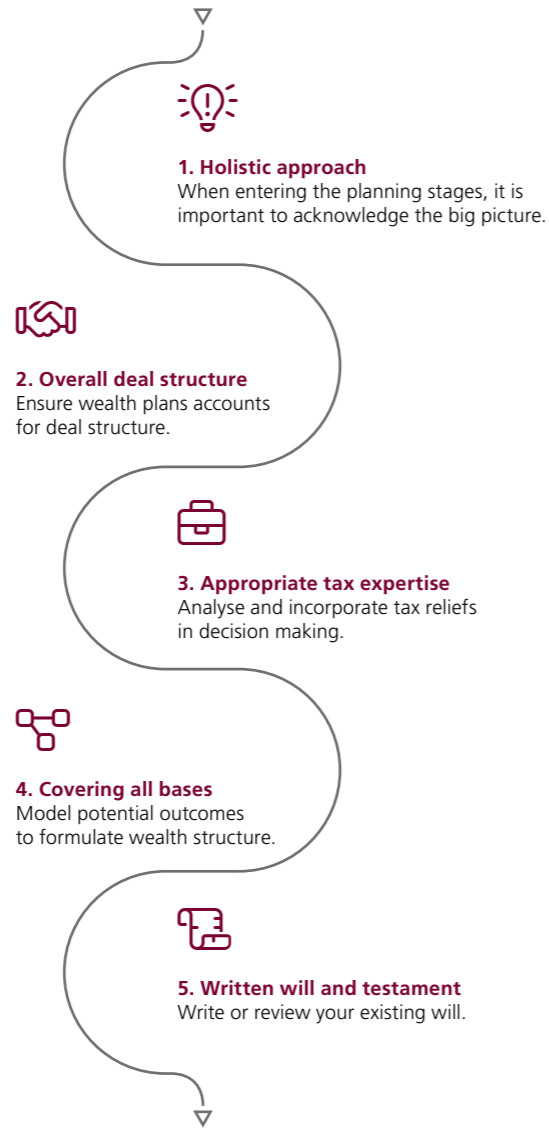 1. Holistic approach
When entering the planning stages, it is
important to acknowledge the big picture.
2. Overall deal structure
Ensure wealth plans accounts
for deal structure.
3. Appropriate tax expertise
Analyse and incorporate tax reliefs
in decision making.
4. Covering all bases
Model potential outcomes
to formulate wealth structure.
5. Written will and testament
Write or review your existing will.